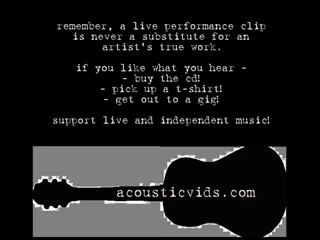 remember, a live performance clip
is never a substitute for an
artist's true work.
if you like what you hear -
- buy the cd!
- pick up a t-shirt!
- get out to a gig!
support live and independent music!
acousticvids.com